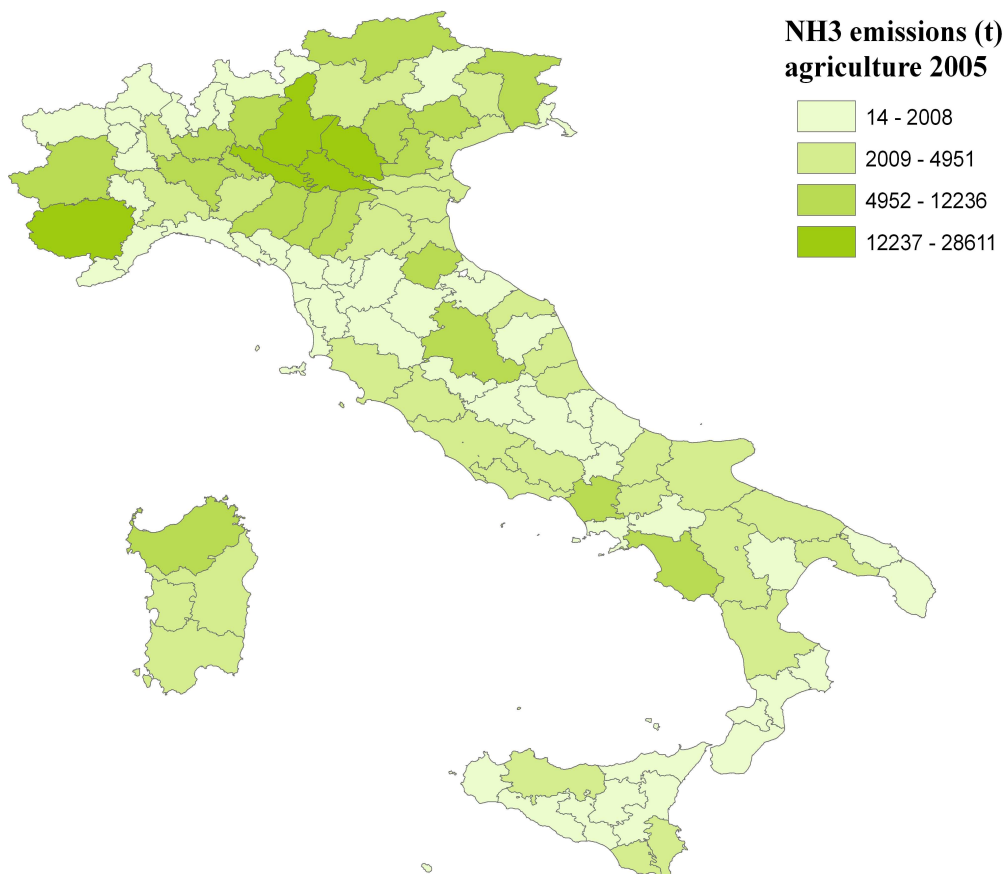 NH3 emissions (t)
agriculture 2005
14 - 2008
2009 - 4951
4952 - 12236
12237 - 28611